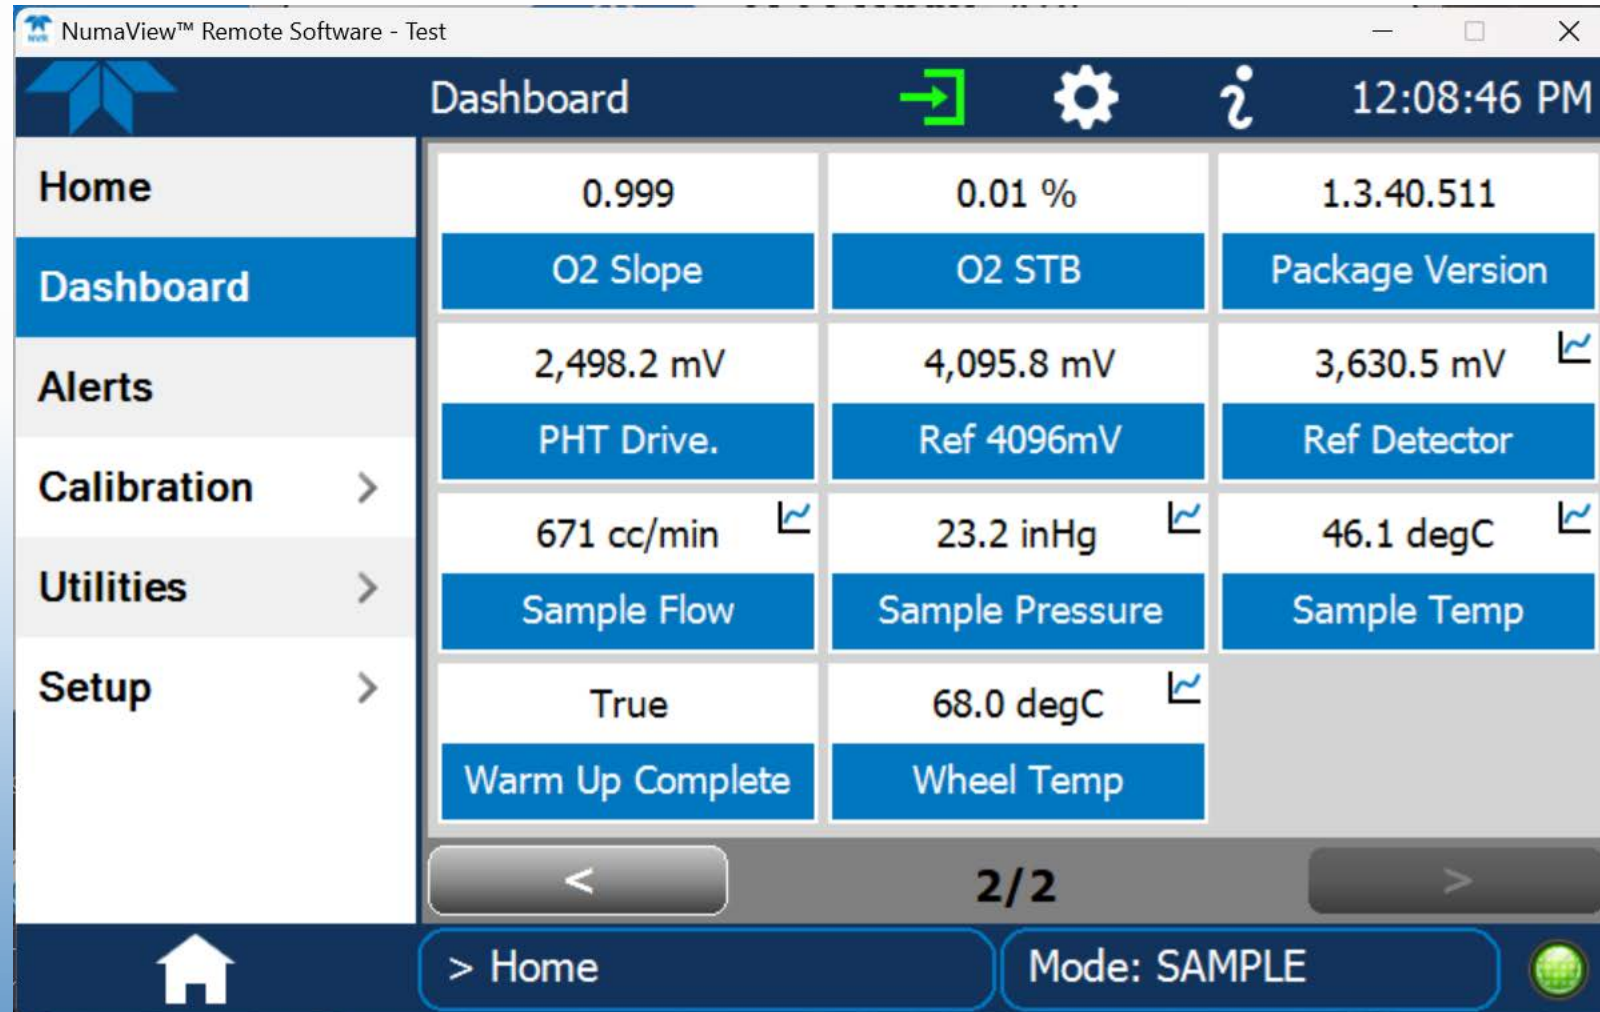 NumaView™ Remote Software - Test
Dashboard
12:08:46 PM
Home
Dashboard
Alerts
Calibration >
Utilities >
Setup >
0.999
O2 Slope
0.01 %
O2 STB
1.3.40.511
Package Version
2,498.2 mV
PHT Drive.
4,095.8 mV
Ref 4096mV
3,630.5 mV
Ref Detector
671 cc/min
Sample Flow
23.2 inHg
Sample Pressure
46.1 degC
Sample Temp
True
Warm Up Complete
68.0 degC
Wheel Temp
<
2/2
>
> Home
Mode: SAMPLE